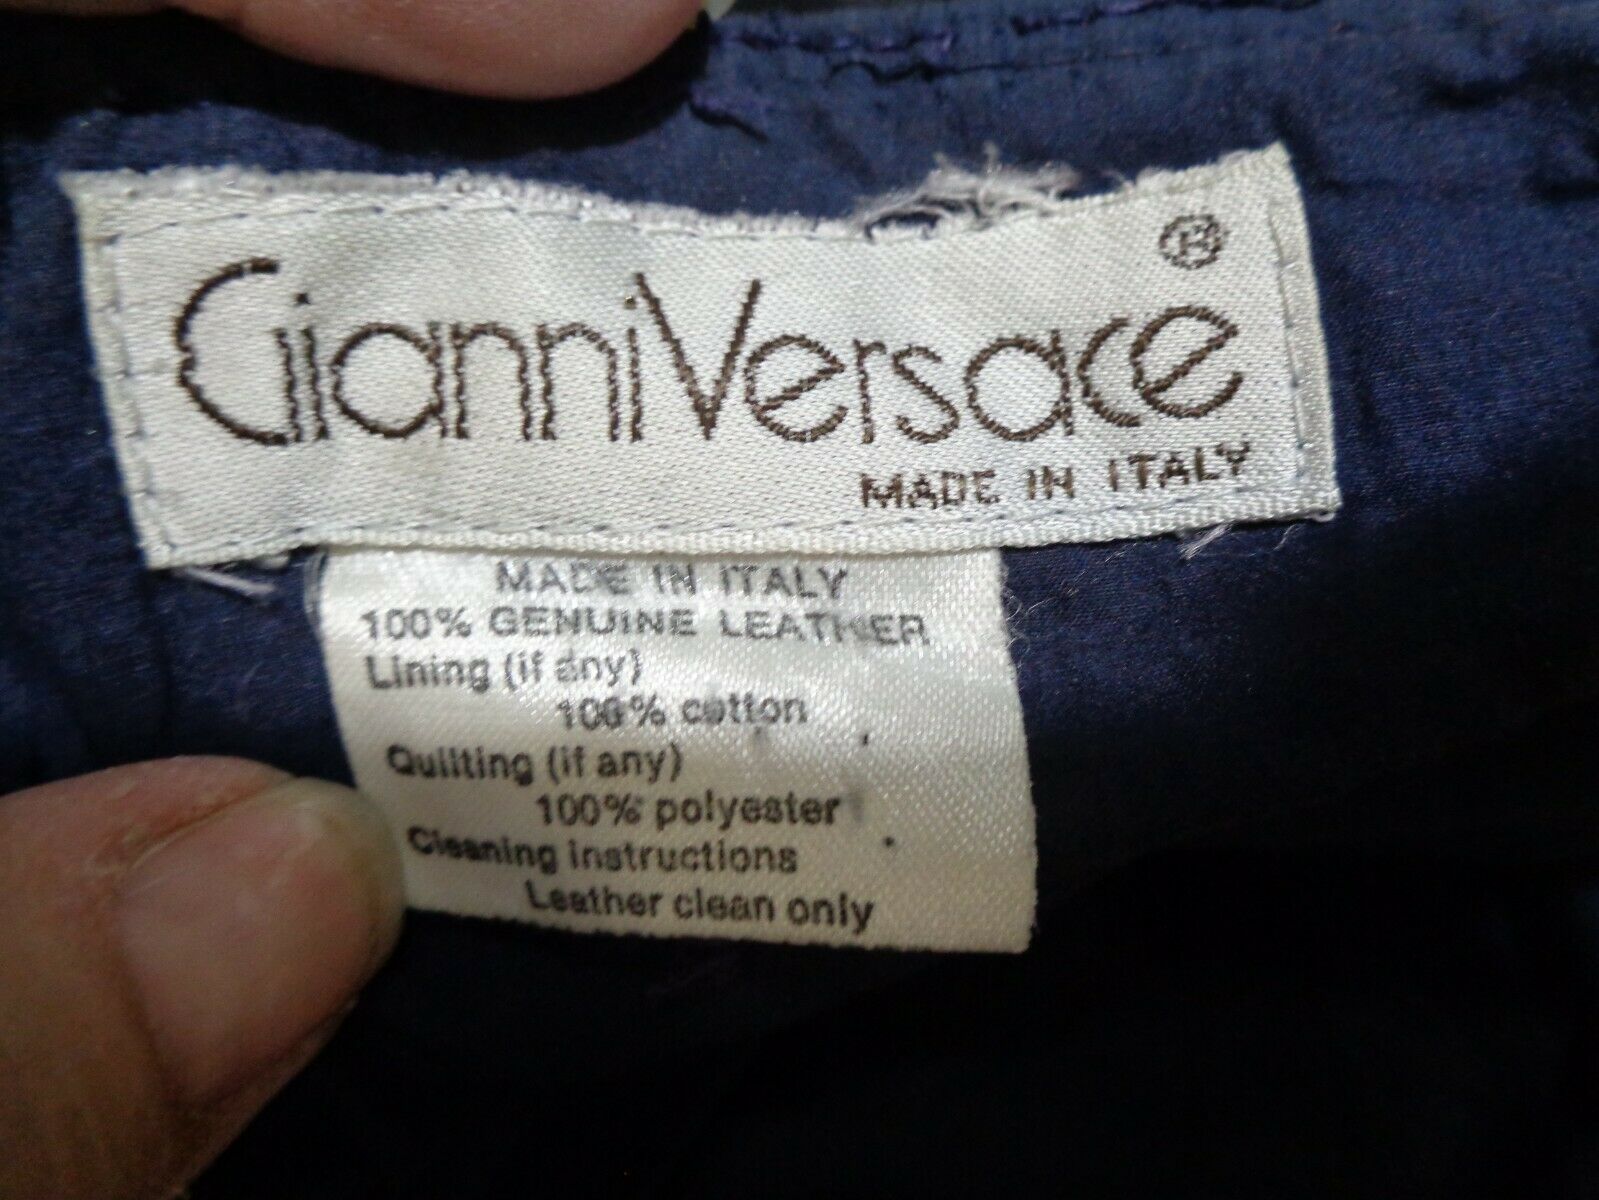 GianniVersace ®
MADE IN ITALY
MADE IN ITALY
100% GENUINE LEATHER
Lining (if any)
100% cotton
Quilting (if any)
100% polyester
Cleaning instructions
Leather clean only